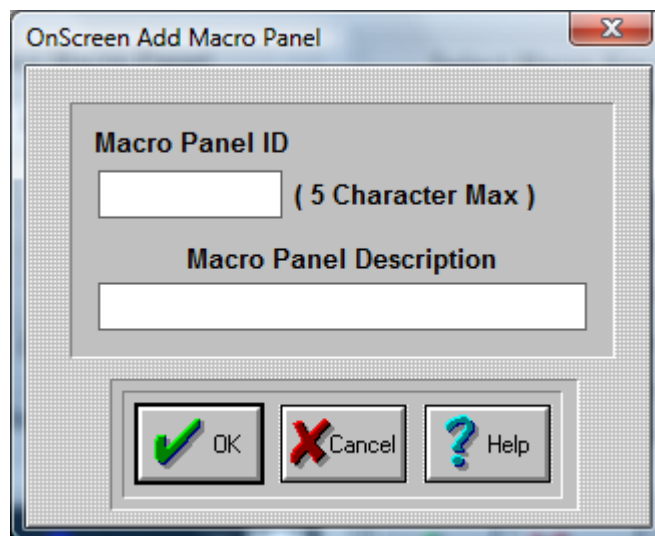 OnScreen Add Macro Panel
Macro Panel ID
( 5 Character Max )
Macro Panel Description
OK Cancel Help